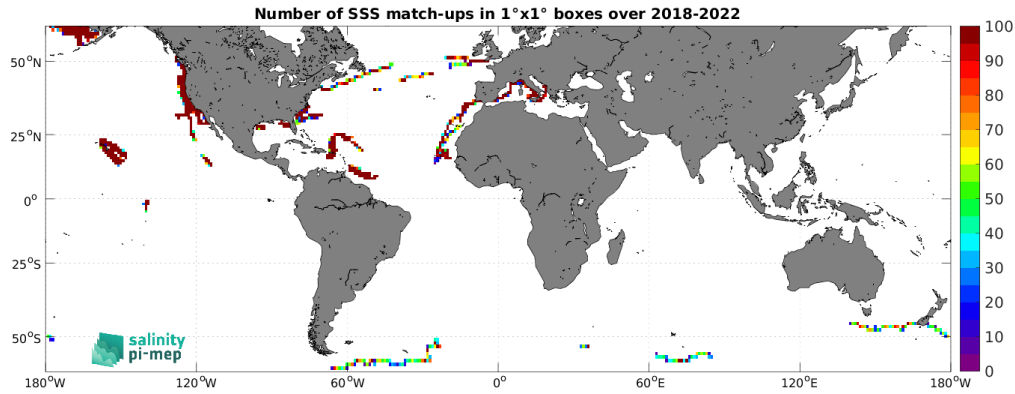 Number of SSS match-ups in 1°x1° boxes over 2018-2022
100
90
80
70
60
50
40
30
20
10
0
50°N
25°N
0°
25°S
50°S
salinity
pi-mep
180°W 120°W 60°W 0° 60°E 120°E 180°W